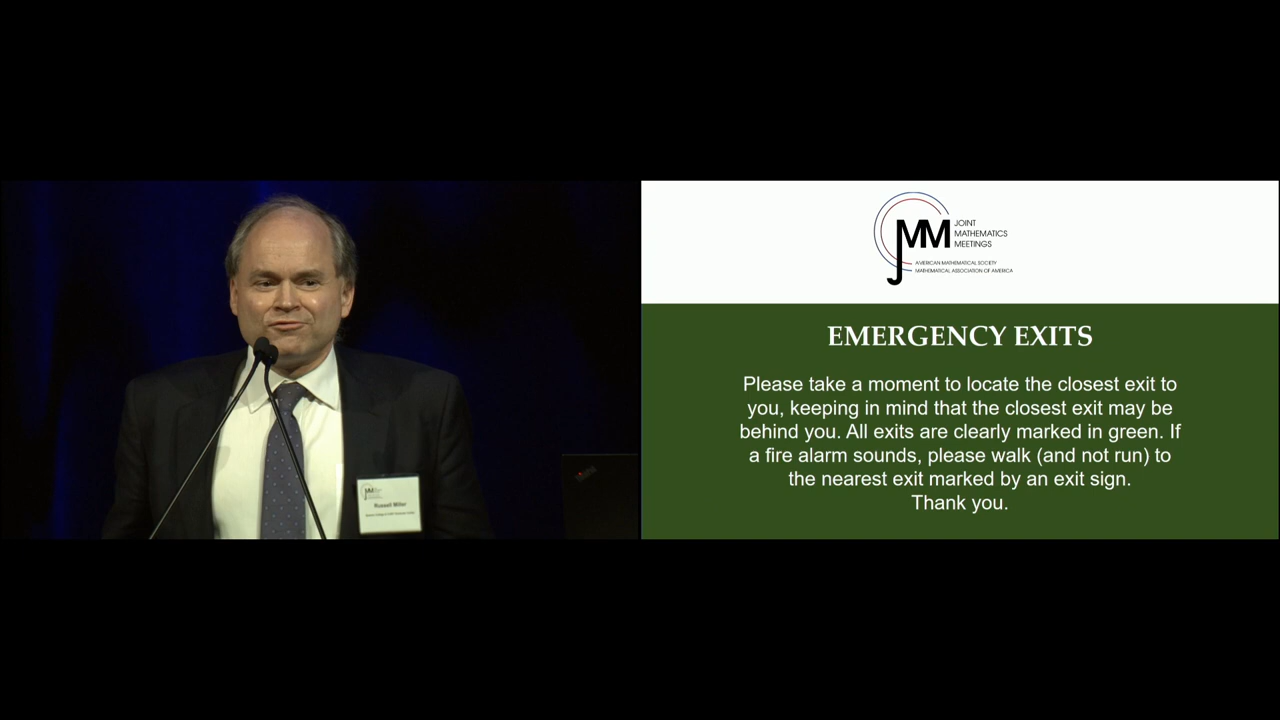 Russell Miller
JMM
JOINT
MATHEMATICS
MEETINGS
AMERICAN MATHEMATICAL SOCIETY
MATHEMATICAL ASSOCIATION OF AMERICA
EMERGENCY EXITS
Please take a moment to locate the closest exit to
you, keeping in mind that the closest exit may be
behind you. All exits are clearly marked in green. If
a fire alarm sounds, please walk (and not run) to
the nearest exit marked by an exit sign.
Thank you.